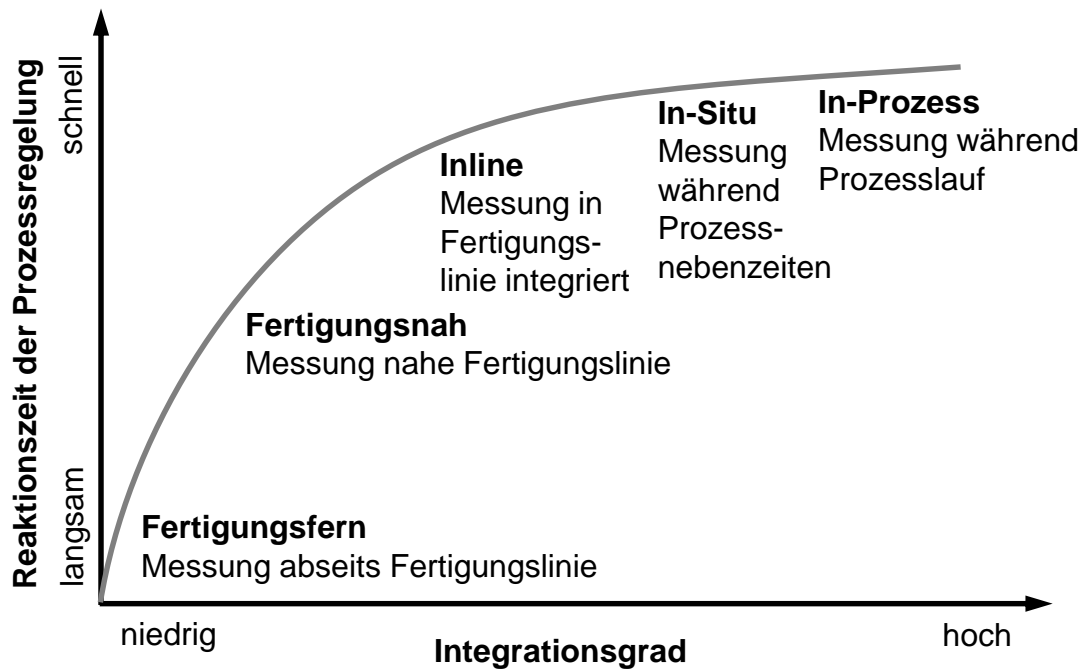 Reaktionszeit der Prozessregelung
schnell
langsam
In-Situ
Messung
während
Prozess-
nebenzeiten
In-Prozess
Messung während
Prozesslauf
Inline
Messung in
Fertigungs-
linie integriert
Fertigungsnah
Messung nahe Fertigungslinie
Fertigungsfern
Messung abseits Fertigungslinie
niedrig
Integrationsgrad
hoch